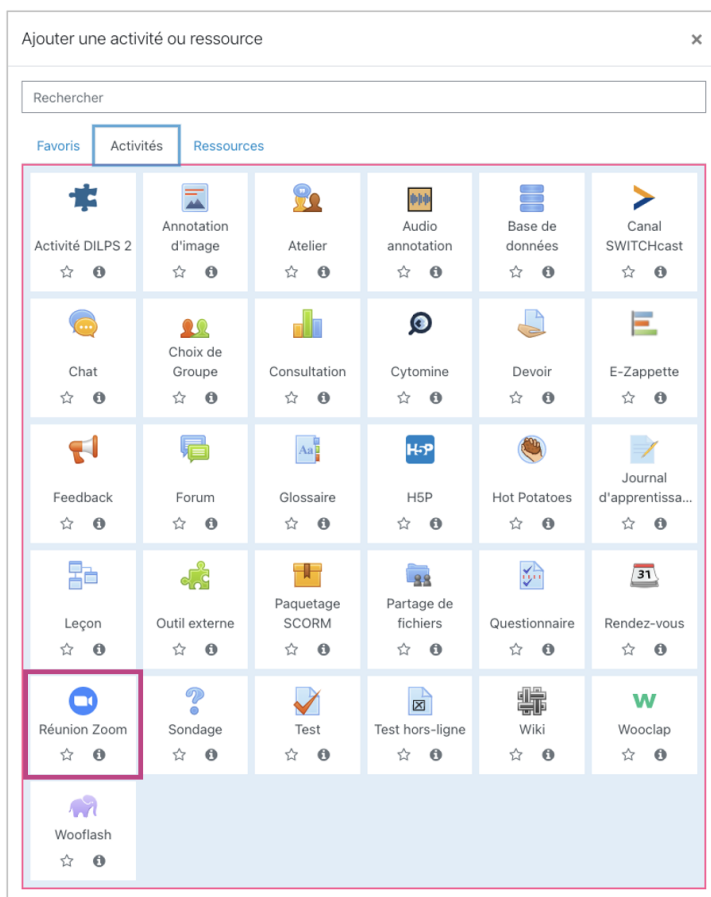 Ajouter une activité ou ressource ×
Rechercher
Favoris Activités Ressources
Activité DILPS 2
Annotation
d'image
Atelier
Audio
annotation
Base de
données
Canal
SWITCHcast
Chat
Choix de
Groupe
Consultation
Cytomine
Devoir
E-Zappette
Feedback
Forum
Aa
Glossaire
H5P
H5P
Hot Potatoes
Journal
d'apprentissa...
Leçon
Outil externe
Paquetage
SCORM
Partage de
fichiers
Questionnaire
31
Rendez-vous
Réunion Zoom
?
Sondage
Test
Test hors-ligne
Wiki
W
Wooclap
Wooflash